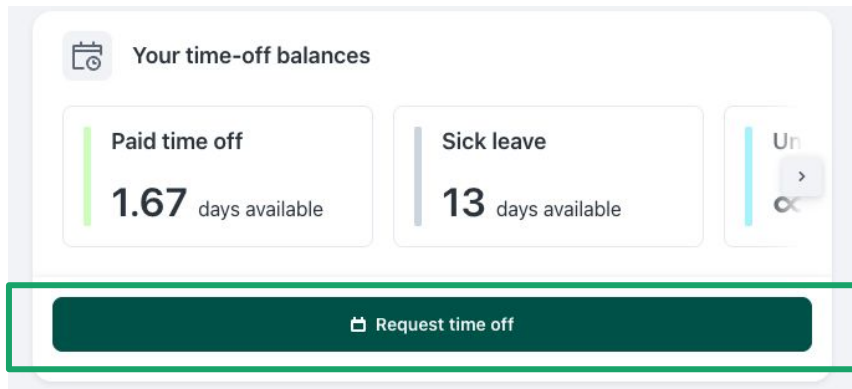 Your time-off balances
Paid time off
1.67 days available
Sick leave
13 days available
Un
∞
Request time off